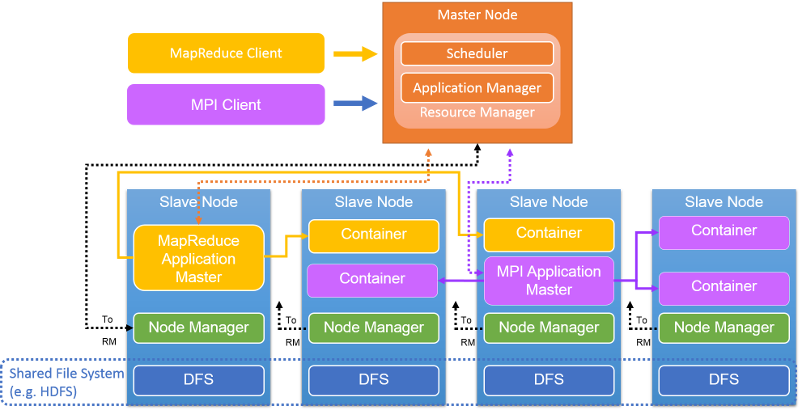 Master Node
MapReduce Client
Scheduler
MPI Client
Application Manager
Resource Manager
Slave Node
Slave Node
Slave Node
Slave Node
MapReduce
Application
Master
Container
Container
Container
Container
MPI Application
Master
Container
To
RM
Node Manager
To
RM
Node Manager
To
RM
Node Manager
To
RM
Node Manager
Shared File System
(e.g. HDFS)
DFS
DFS
DFS
DFS